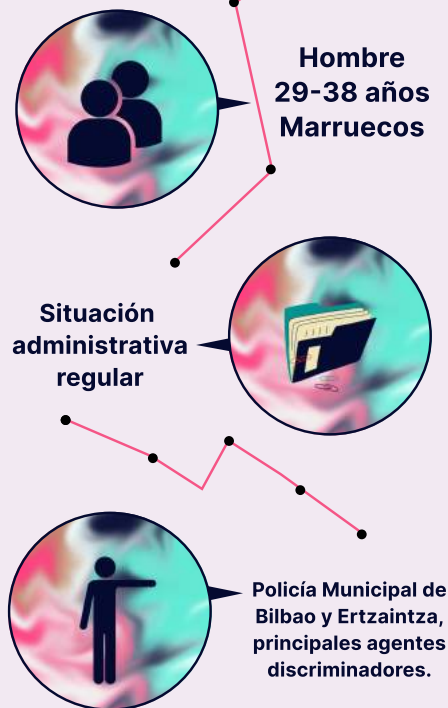 Hombre
29-38 años
Marruecos
Situación
administrativa
regular
Policía Municipal de
Bilbao y Ertzaintza,
principales agentes
discriminadores.